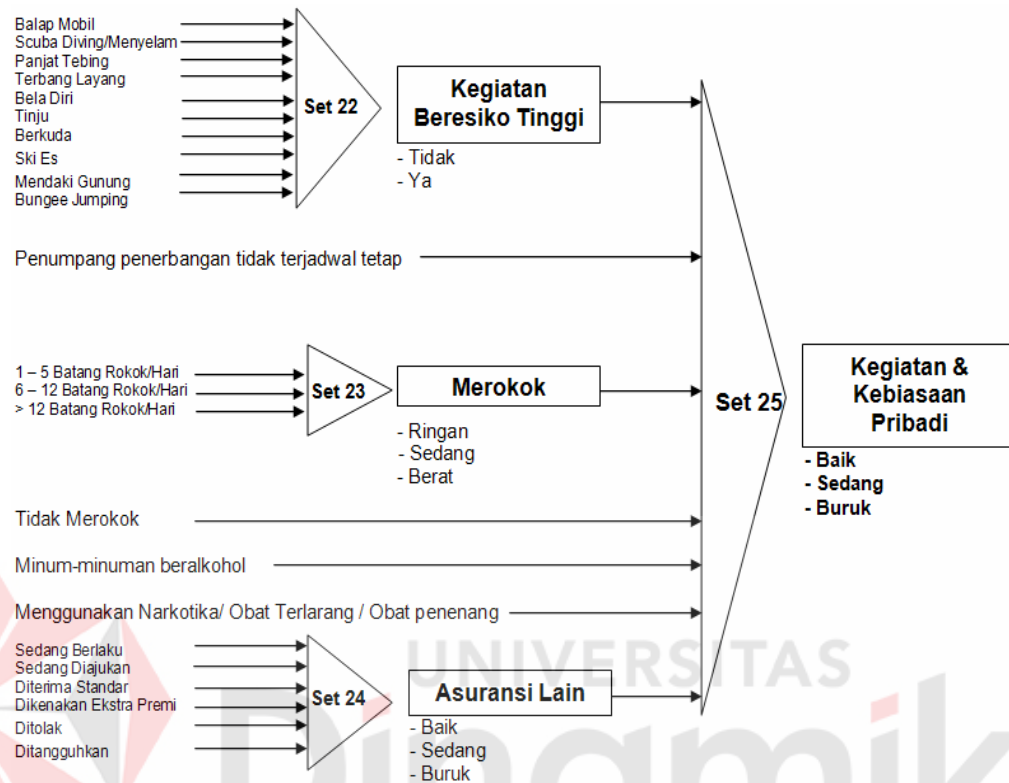 Balap Mobil
Scuba Diving/Menyelam
Panjat Tebing
Terbang Layang
Bela Diri
Tinju
Berkuda
Ski Es
Mendaki Gunung
Bungee Jumping
Set 22
Kegiatan
Beresiko Tinggi
- Tidak
- Ya
Penumpang penerbangan tidak terjadwal tetap
1 – 5 Batang Rokok/Hari
6 – 12 Batang Rokok/Hari
> 12 Batang Rokok/Hari
Set 23
Merokok
- Ringan
- Sedang
- Berat
Set 25
Kegiatan &
Kebiasaan
Pribadi
- Baik
- Sedang
- Buruk
Tidak Merokok
Minum-minuman beralkohol
Menggunakan Narkotika/ Obat Terlarang / Obat penenang
Sedang Berlaku
Sedang Diajukan
Diterima Standar
Dikenakan Ekstra Premi
Ditolak
Ditangguhkan
Set 24
Asuransi Lain
- Baik
- Sedang
- Buruk
UNIVERSITAS
Dinamik